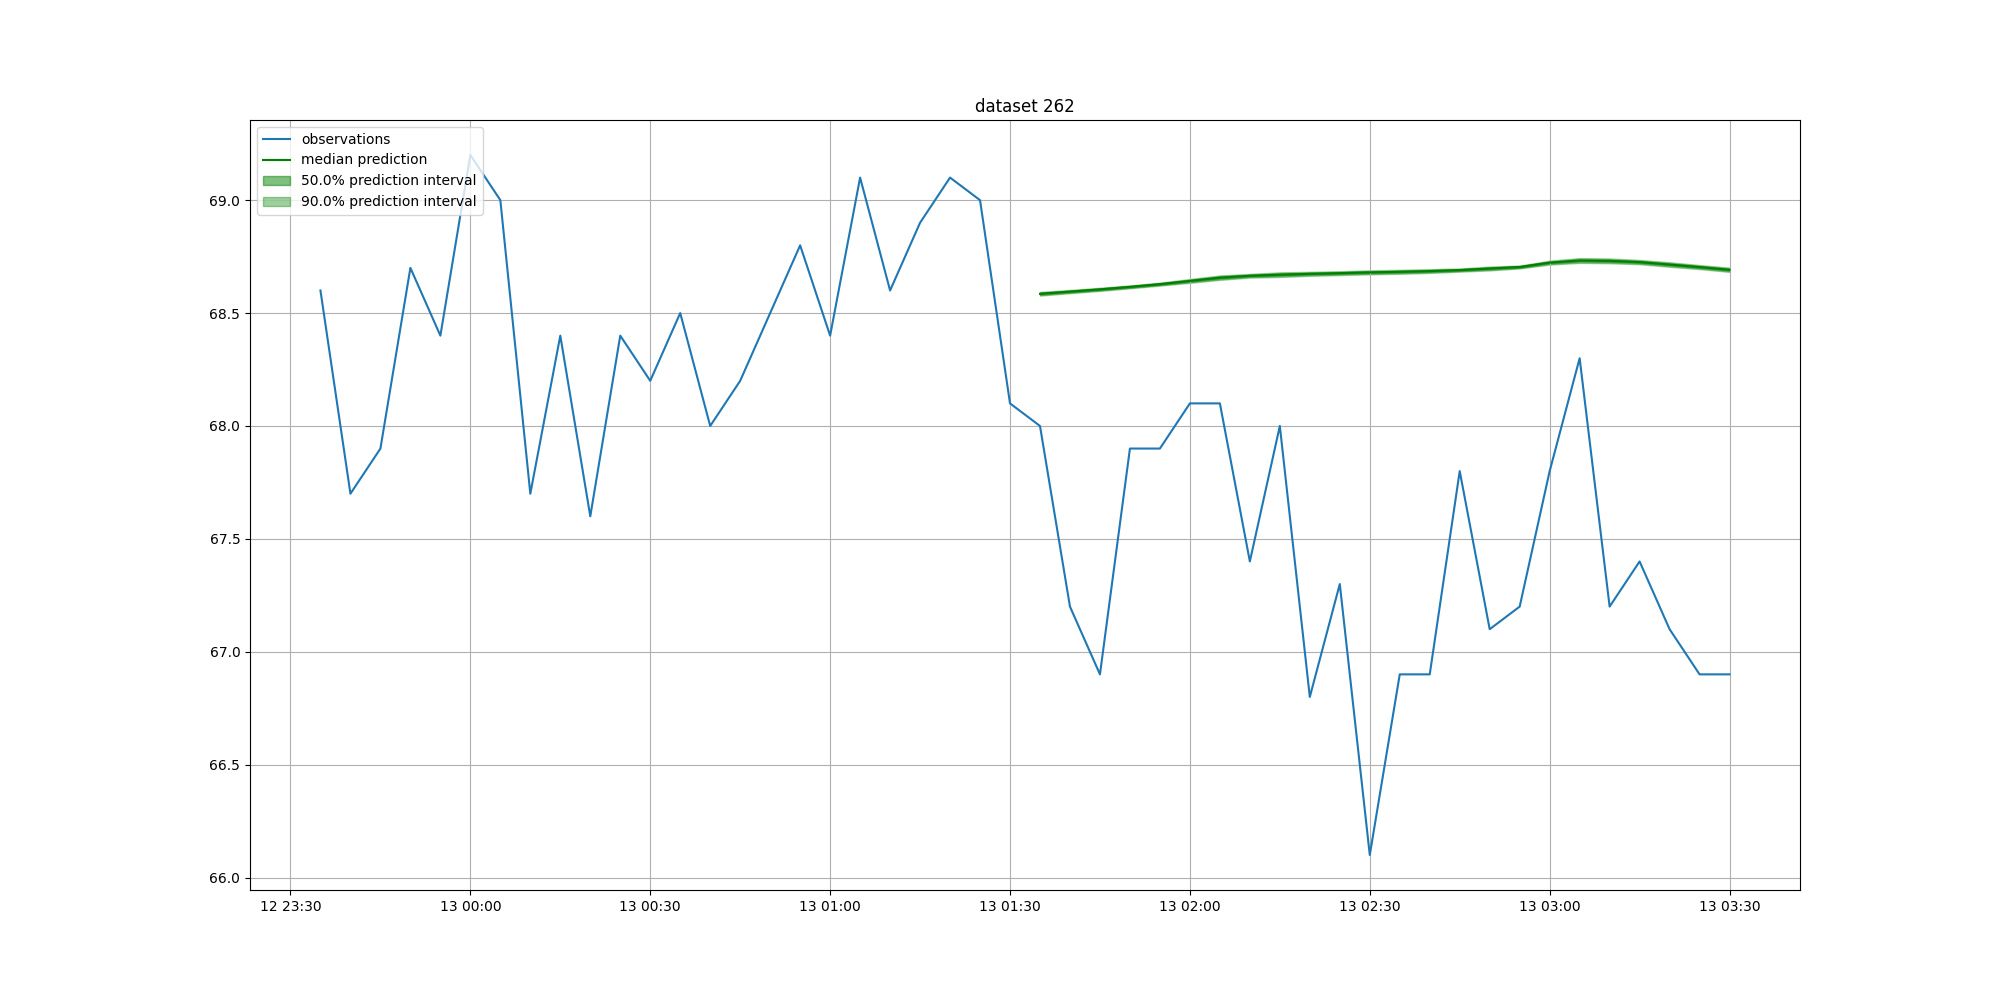 dataset 262
observations
median prediction
50.0% prediction interval
90.0% prediction interval
69.0
68.5
68.0
67.5
67.0
66.5
66.0
12 23:30 13 00:00 13 00:30 13 01:00 13 01:30 13 02:00 13 02:30 13 03:00 13 03:30